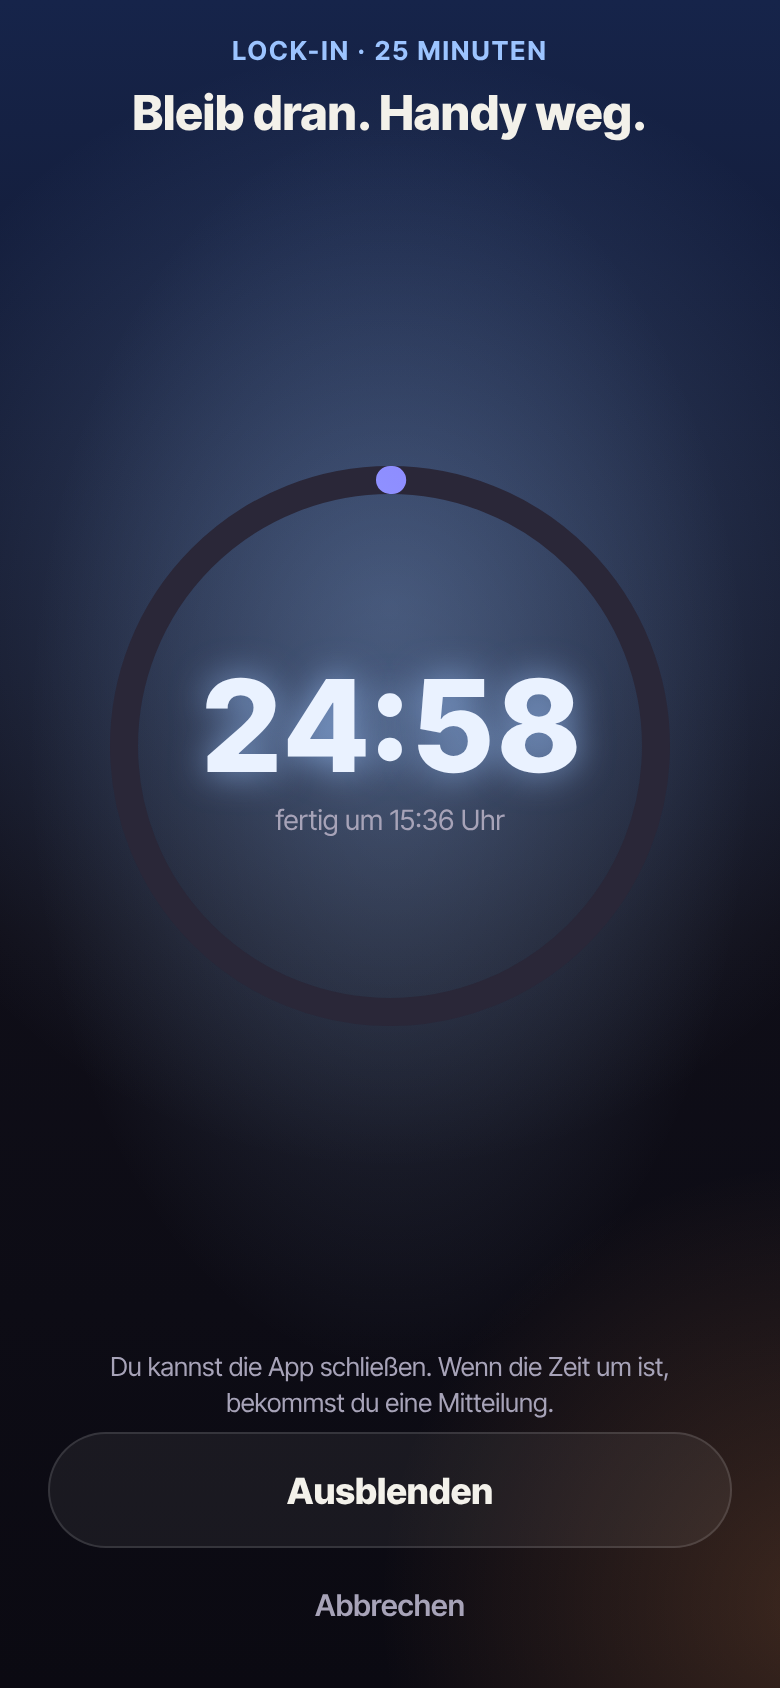 LOCK-IN · 25 MINUTEN
Bleib dran. Handy weg.
24:58
fertig um 15:36 Uhr
Du kannst die App schließen. Wenn die Zeit um ist,
bekommst du eine Mitteilung.
Ausblenden
Abbrechen